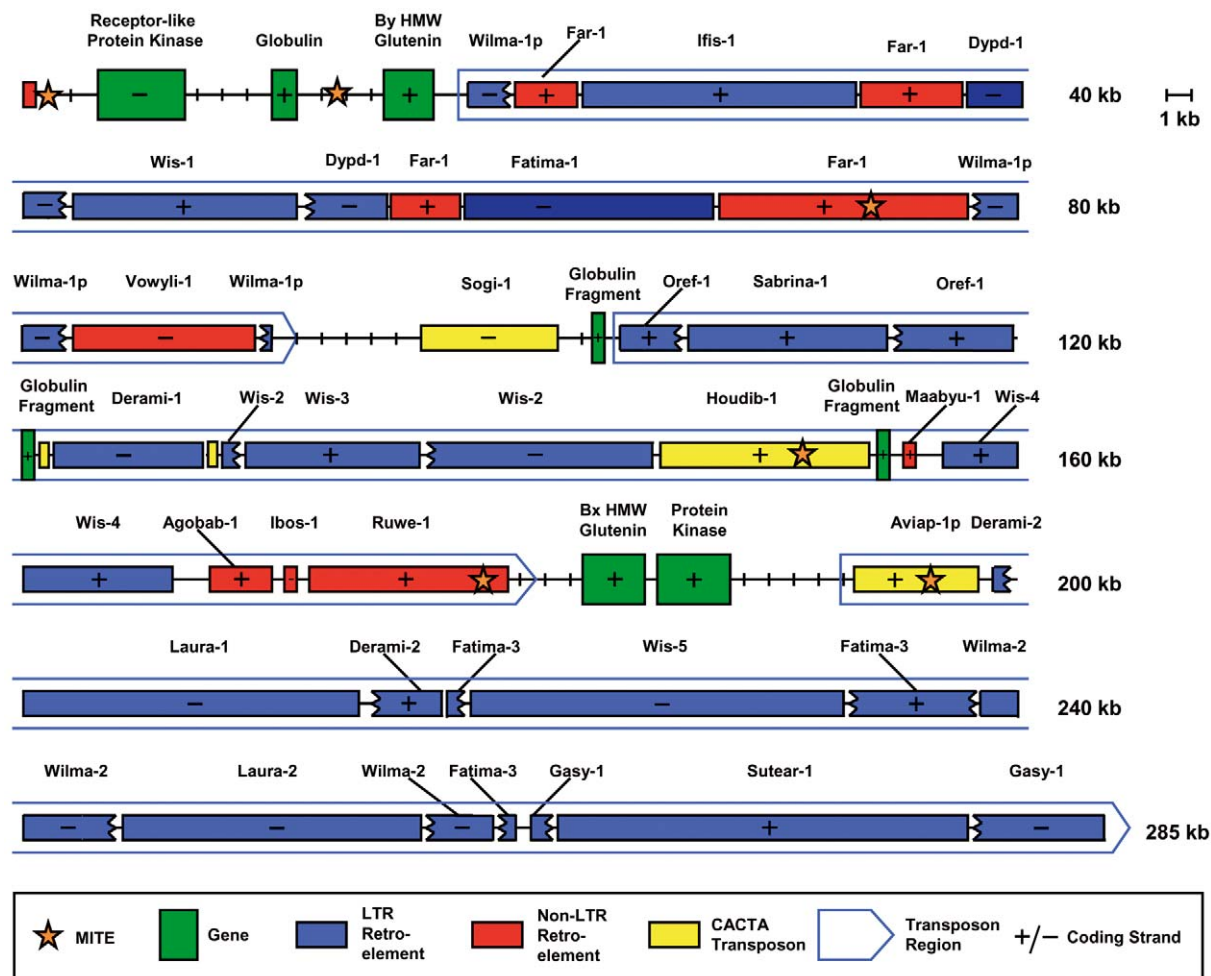 Receptor-like
Protein Kinase
Globulin
By HMW
Glutenin
Wilma-1p
Far-1
Ifis-1
Far-1
Dypd-1
− + + − + + + −
40 kb
1 kb
Wis-1
Dypd-1
Far-1
Fatima-1
Far-1
Wilma-1p
− + − + − + −
80 kb
Wilma-1p
Vowyli-1
Wilma-1p
Sogi-1
Globulin
Fragment
Oref-1
Sabrina-1
Oref-1
− − − + + + +
120 kb
Globulin
Fragment
Derami-1
Wis-2
Wis-3
Wis-2
Houdib-1
Globulin
Fragment
Maabyu-1
Wis-4
+ − + − + + + +
160 kb
Wis-4
Agobab-1
Ibos-1
Ruwe-1
Bx HMW
Glutenin
Protein
Kinase
Aviap-1p
Derami-2
+ + - + + + +
200 kb
Laura-1
Derami-2
Fatima-3
Wis-5
Fatima-3
Wilma-2
− + − +
240 kb
Wilma-2
Laura-2
Wilma-2
Fatima-3
Gasy-1
Sutear-1
Gasy-1
− − − + −
285 kb
MITE
Gene
LTR
Retro-
element
Non-LTR
Retro-
element
CACTA
Transposon
Transposon
Region
+/− Coding Strand